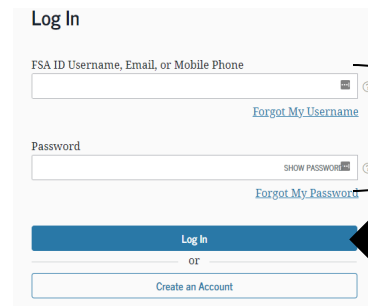 Log In
FSA ID Username, Email, or Mobile Phone
Forgot My Username
Password
SHOW PASSWORD
Forgot My Password
Log In
or
Create an Account